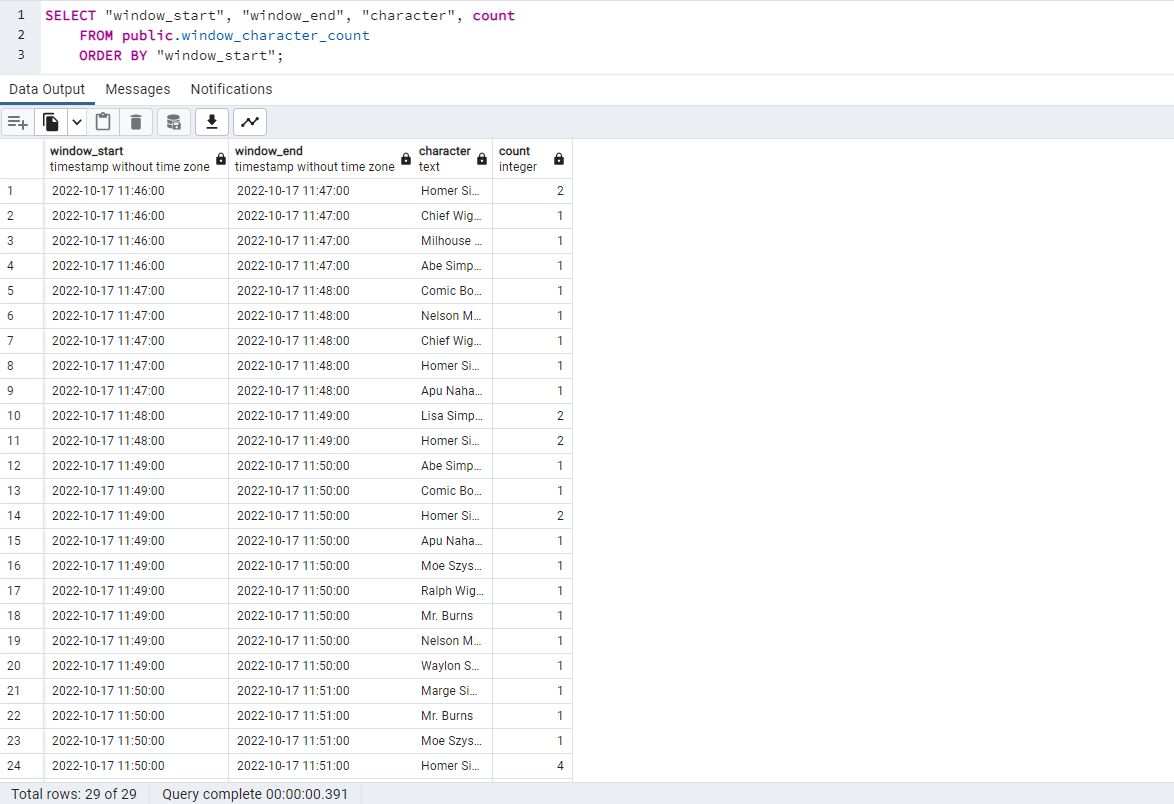 1 SELECT "window_start", "window_end", "character", count
2 FROM public.window_character_count
3 ORDER BY "window_start";
Data Output Messages Notifications
window_start window_end character count
timestamp without time zone timestamp without time zone text integer
1 2022-10-17 11:46:00 2022-10-17 11:47:00 Homer Si... 2
2 2022-10-17 11:46:00 2022-10-17 11:47:00 Chief Wig... 1
3 2022-10-17 11:46:00 2022-10-17 11:47:00 Milhouse ... 1
4 2022-10-17 11:46:00 2022-10-17 11:47:00 Abe Simp... 1
5 2022-10-17 11:47:00 2022-10-17 11:48:00 Comic Bo... 1
6 2022-10-17 11:47:00 2022-10-17 11:48:00 Nelson M... 1
7 2022-10-17 11:47:00 2022-10-17 11:48:00 Chief Wig... 1
8 2022-10-17 11:47:00 2022-10-17 11:48:00 Homer Si... 1
9 2022-10-17 11:47:00 2022-10-17 11:48:00 Apu Naha... 1
10 2022-10-17 11:48:00 2022-10-17 11:49:00 Lisa Simp... 2
11 2022-10-17 11:48:00 2022-10-17 11:49:00 Homer Si... 2
12 2022-10-17 11:49:00 2022-10-17 11:50:00 Abe Simp... 1
13 2022-10-17 11:49:00 2022-10-17 11:50:00 Comic Bo... 1
14 2022-10-17 11:49:00 2022-10-17 11:50:00 Homer Si... 2
15 2022-10-17 11:49:00 2022-10-17 11:50:00 Apu Naha... 1
16 2022-10-17 11:49:00 2022-10-17 11:50:00 Moe Szys... 1
17 2022-10-17 11:49:00 2022-10-17 11:50:00 Ralph Wig... 1
18 2022-10-17 11:49:00 2022-10-17 11:50:00 Mr. Burns 1
19 2022-10-17 11:49:00 2022-10-17 11:50:00 Nelson M... 1
20 2022-10-17 11:49:00 2022-10-17 11:50:00 Waylon S... 1
21 2022-10-17 11:50:00 2022-10-17 11:51:00 Marge Si... 1
22 2022-10-17 11:50:00 2022-10-17 11:51:00 Mr. Burns 1
23 2022-10-17 11:50:00 2022-10-17 11:51:00 Moe Szys... 1
24 2022-10-17 11:50:00 2022-10-17 11:51:00 Homer Si... 4
Total rows: 29 of 29 Query complete 00:00:00.391